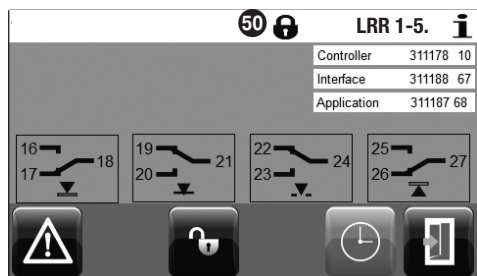 50 LRR 1-5. i
Controller 311178 10
Interface 311188 67
Application 311187 68
16 17 18 19 20 21 22 23 24 25 26 27